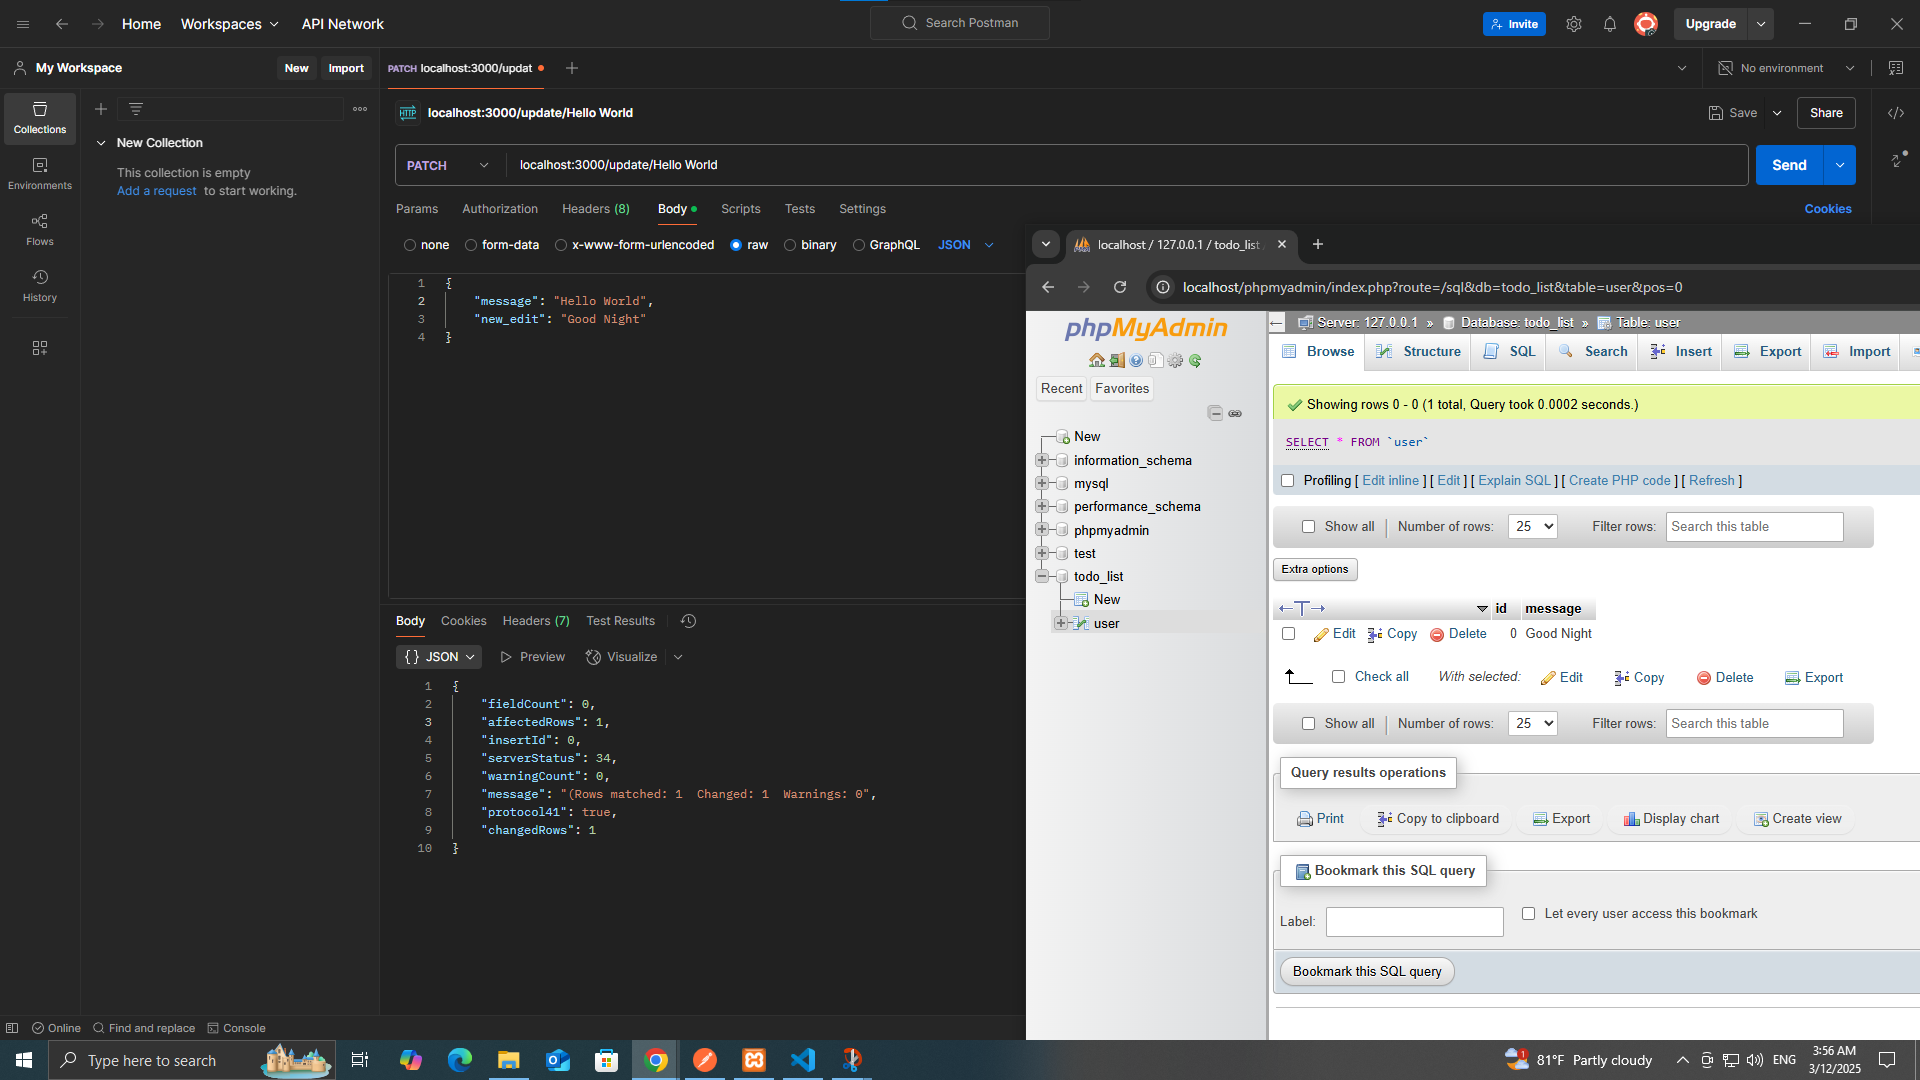 Home
Workspaces
API Network
Search Postman
Invite
Upgrade
My Workspace
New
Import
PATCH localhost:3000/updat
No environment
Collections
Environments
Flows
History
New Collection
This collection is empty
Add a request to start working.
HTTP localhost:3000/update/Hello World
Save
Share
PATCH
localhost:3000/update/Hello World
Send
Params
Authorization
Headers (8)
Body
Scripts
Tests
Settings
Cookies
none
form-data
x-www-form-urlencoded
raw
binary
GraphQL
JSON
1 {
2 "message": "Hello World",
3 "new_edit": "Good Night"
4 }
Body
Cookies
Headers (7)
Test Results
{} JSON
Preview
Visualize
1 {
2 "fieldCount": 0,
3 "affectedRows": 1,
4 "insertId": 0,
5 "serverStatus": 34,
6 "warningCount": 0,
7 "message": "(Rows matched: 1  Changed: 1  Warnings: 0",
8 "protocol41": true,
9 "changedRows": 1
10 }
Online
Find and replace
Console
localhost / 127.0.0.1 / todo_list
localhost/phpmyadmin/index.php?route=/sql&db=todo_list&table=user&pos=0
phpMyAdmin
Recent
Favorites
New
information_schema
mysql
performance_schema
phpmyadmin
test
todo_list
New
user
Server: 127.0.0.1 » Database: todo_list » Table: user
Browse
Structure
SQL
Search
Insert
Export
Import
Showing rows 0 - 0 (1 total, Query took 0.0002 seconds.)
SELECT * FROM `user`
Profiling [ Edit inline ] [ Edit ] [ Explain SQL ] [ Create PHP code ] [ Refresh ]
Show all
Number of rows: 25
Filter rows: Search this table
Extra options
←T→ id message
Edit Copy Delete 0 Good Night
Check all With selected: Edit Copy Delete Export
Show all
Number of rows: 25
Filter rows: Search this table
Query results operations
Print
Copy to clipboard
Export
Display chart
Create view
Bookmark this SQL query
Label:
Let every user access this bookmark
Bookmark this SQL query
Type here to search
1
81°F Partly cloudy
ENG
3:56 AM
3/12/2025